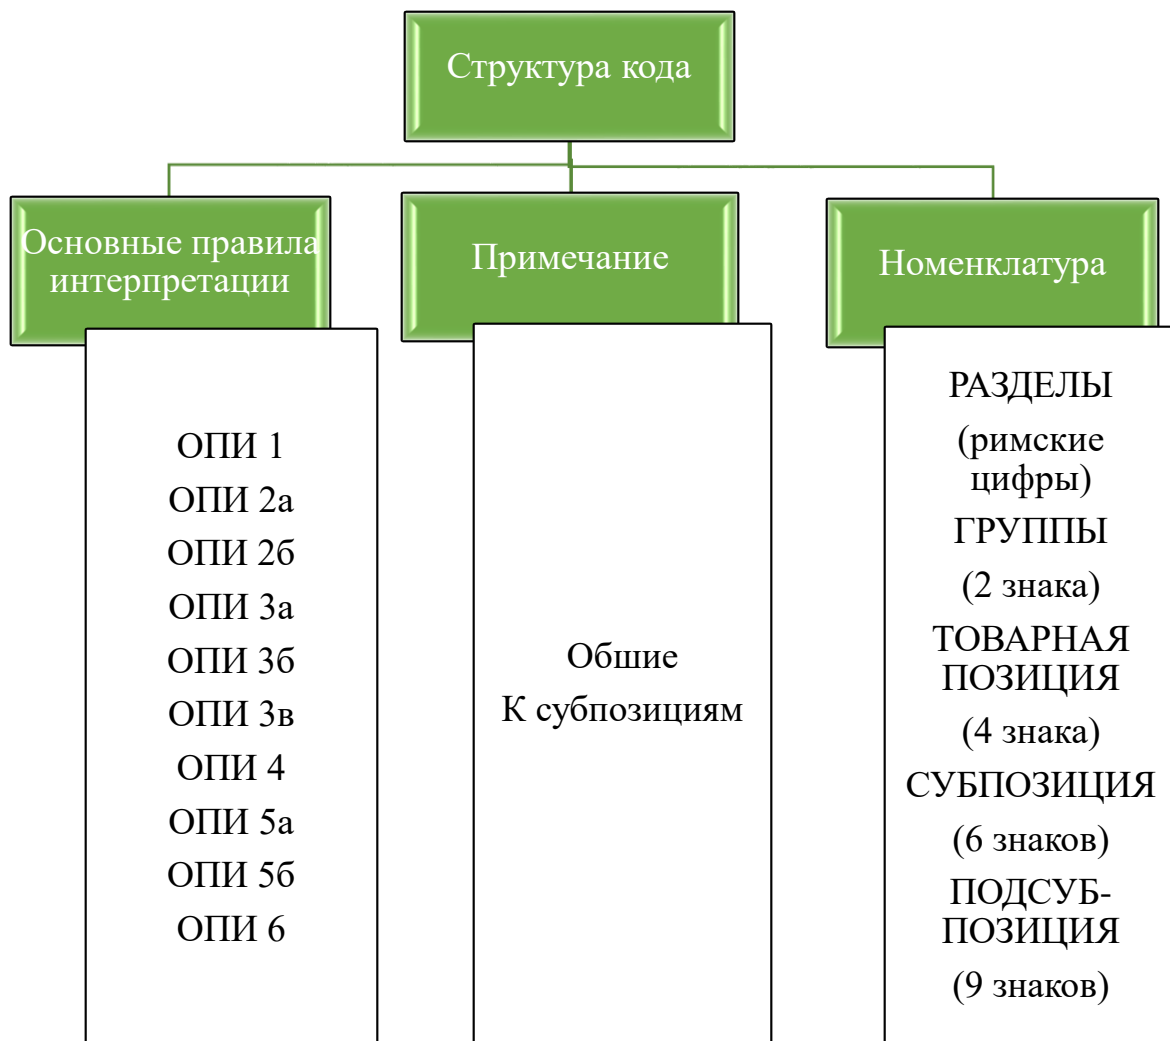 Структура кода
Основные правила
интерпретации
Примечание
Номенклатура
ОПИ 1
ОПИ 2а
ОПИ 2б
ОПИ 3а
ОПИ 3б
ОПИ 3в
ОПИ 4
ОПИ 5а
ОПИ 5б
ОПИ 6
Обшие
К субпозициям
РАЗДЕЛЫ
(римские
цифры)
ГРУППЫ
(2 знака)
ТОВАРНАЯ
ПОЗИЦИЯ
(4 знака)
СУБПОЗИЦИЯ
(6 знаков)
ПОДСУБ-
ПОЗИЦИЯ
(9 знаков)